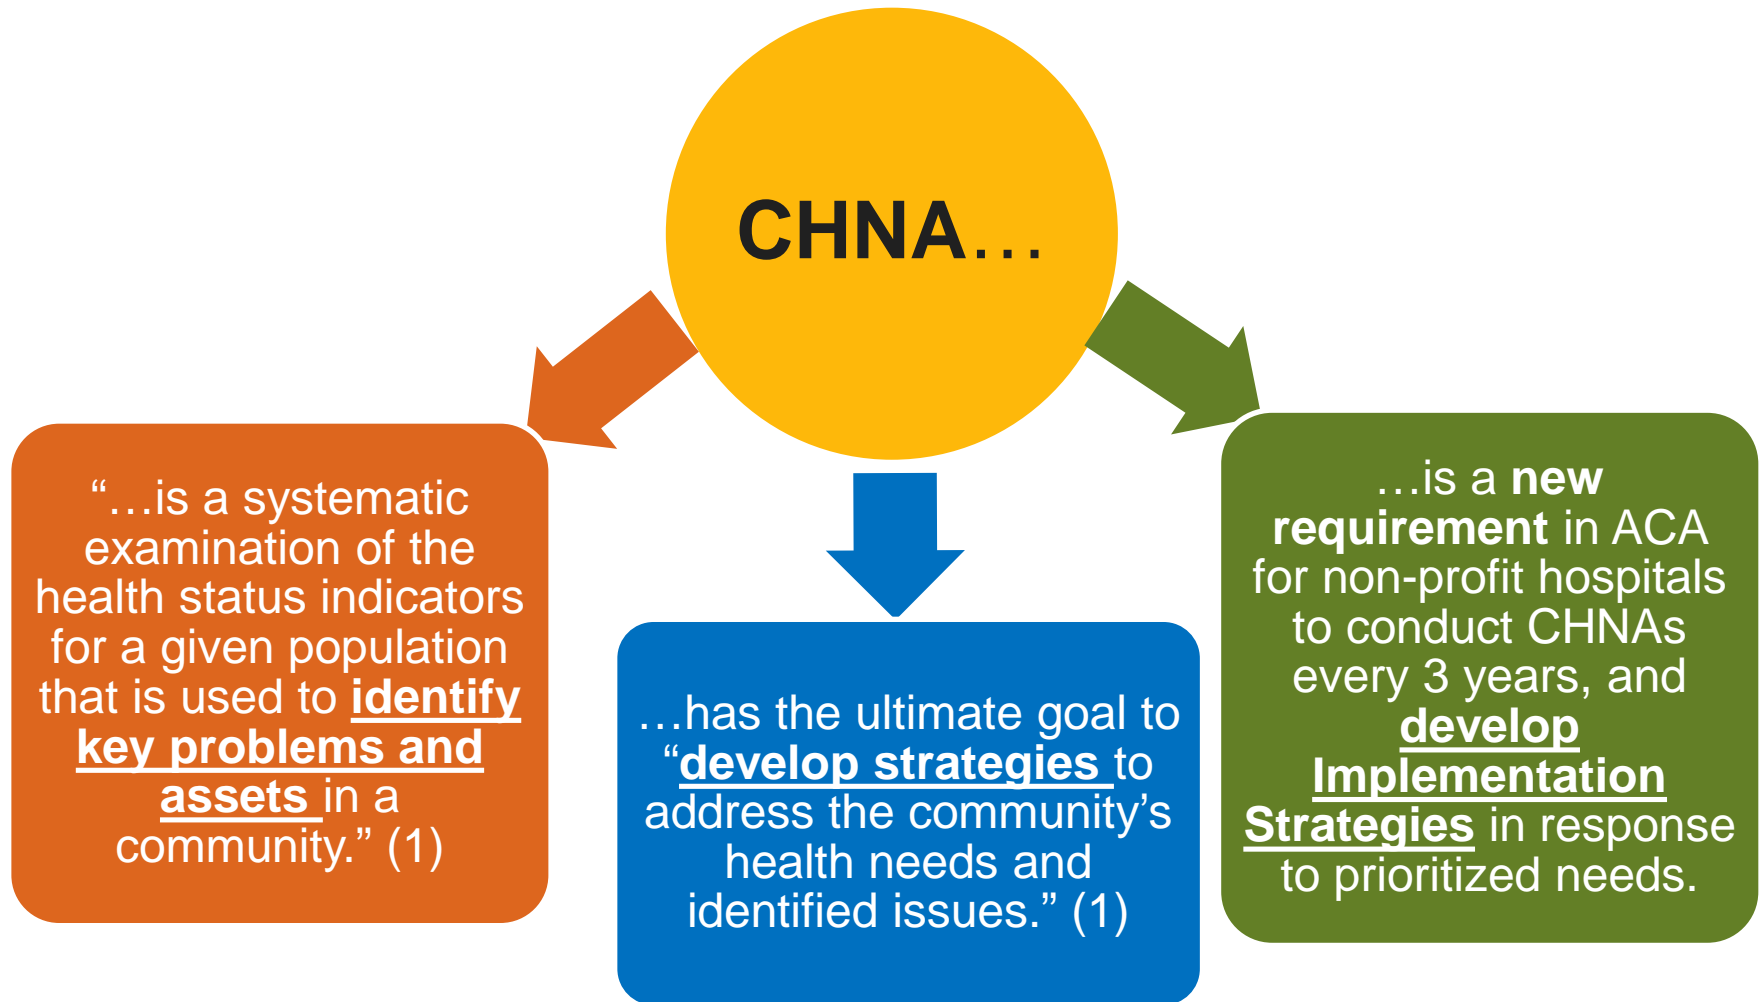 CHNA…
“…is a systematic
examination of the
health status indicators
for a given population
that is used to identify
key problems and
assets in a
community.” (1)
…has the ultimate goal to
“develop strategies to
address the community’s
health needs and
identified issues.” (1)
…is a new
requirement in ACA
for non-profit hospitals
to conduct CHNAs
every 3 years, and
develop
Implementation
Strategies in response
to prioritized needs.